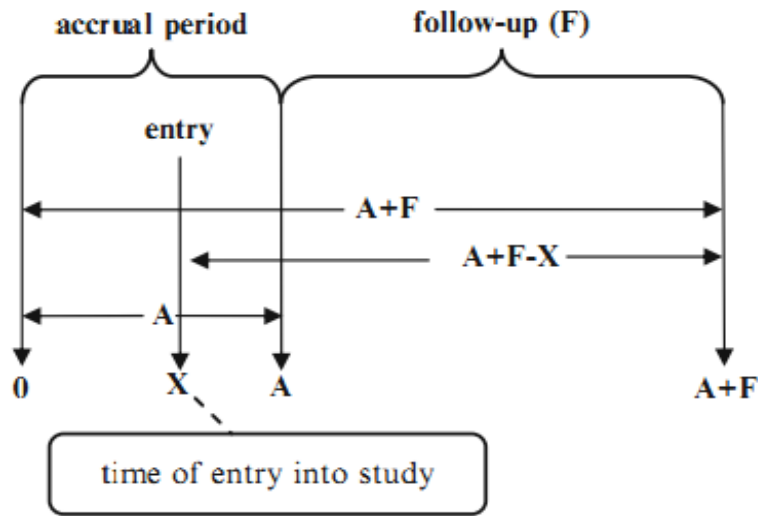 accrual period follow-up (F)
entry
A+F
A+F-X
A
0 X A A+F
time of entry into study